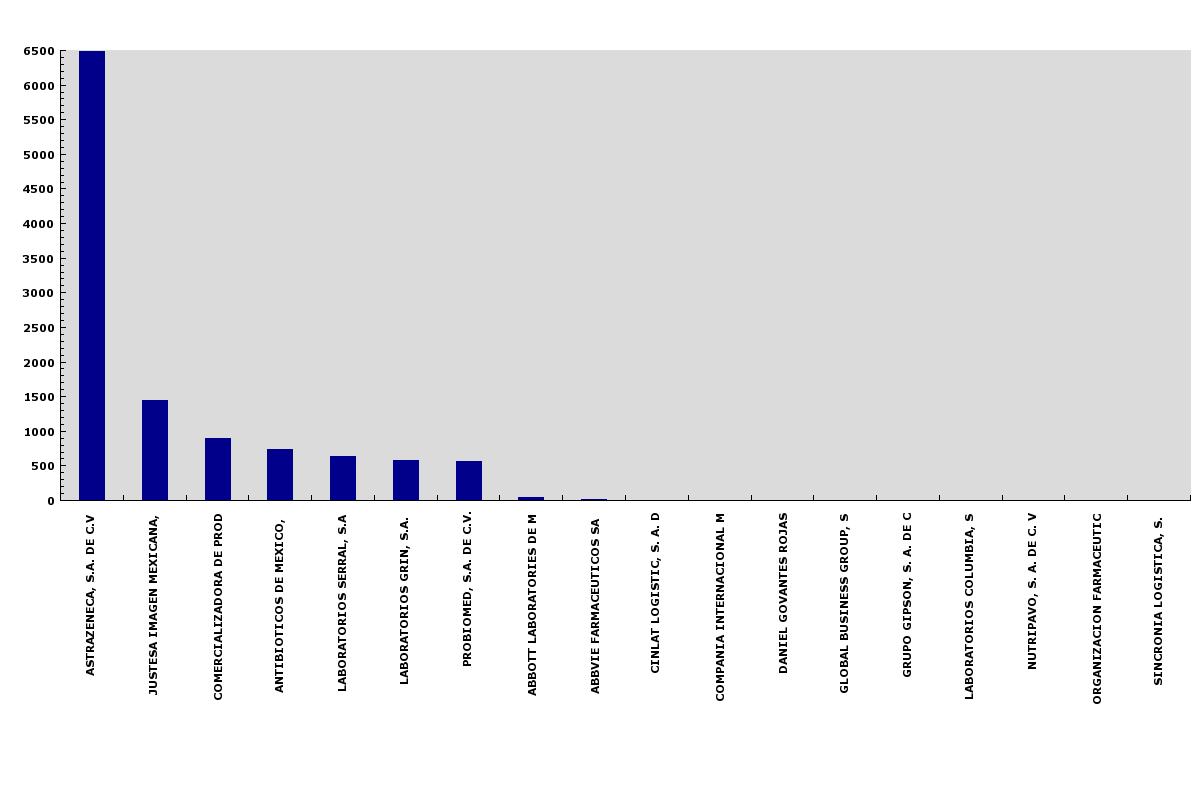 6500
6000
5500
5000
4500
4000
3500
3000
2500
2000
1500
1000
500
0
ASTRAZENECA, S.A. DE C.V
JUSTESA IMAGEN MEXICANA,
COMERCIALIZADORA DE PROD
ANTIBIOTICOS DE MEXICO,
LABORATORIOS SERRAL, S.A
LABORATORIOS GRIN, S.A.
PROBIOMED, S.A. DE C.V.
ABBOTT LABORATORIES DE M
ABBVIE FARMACEUTICOS SA
CINLAT LOGISTIC, S. A. D
COMPANIA INTERNACIONAL M
DANIEL GOVANTES ROJAS
GLOBAL BUSINESS GROUP, S
GRUPO GIPSON, S. A. DE C
LABORATORIOS COLUMBIA, S
NUTRIPAVO, S. A. DE C. V
ORGANIZACION FARMACEUTIC
SINCRONIA LOGISTICA, S.